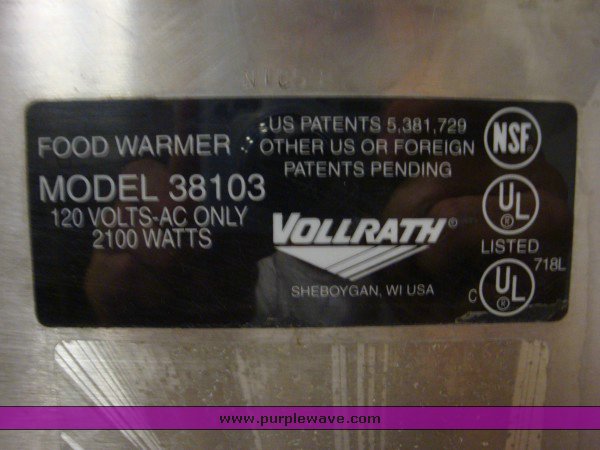 FOOD WARMER
MODEL 38103
120 VOLTS-AC ONLY
2100 WATTS
US PATENTS 5,381,729
OTHER US OR FOREIGN
PATENTS PENDING
VOLLRATH®
SHEBOYGAN, WI USA
NSF
UL®
LISTED
718L
C UL®
www.purplewave.com